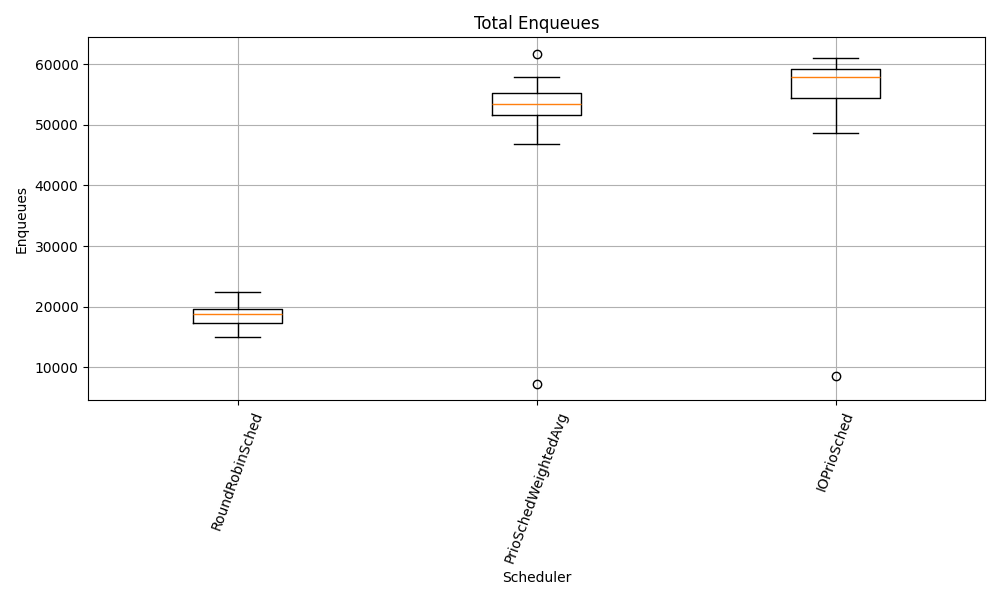 Total Enqueues
Enqueues
60000
50000
40000
30000
20000
10000
RoundRobinSched
PrioSchedWeightedAvg
IOPrioSched
Scheduler